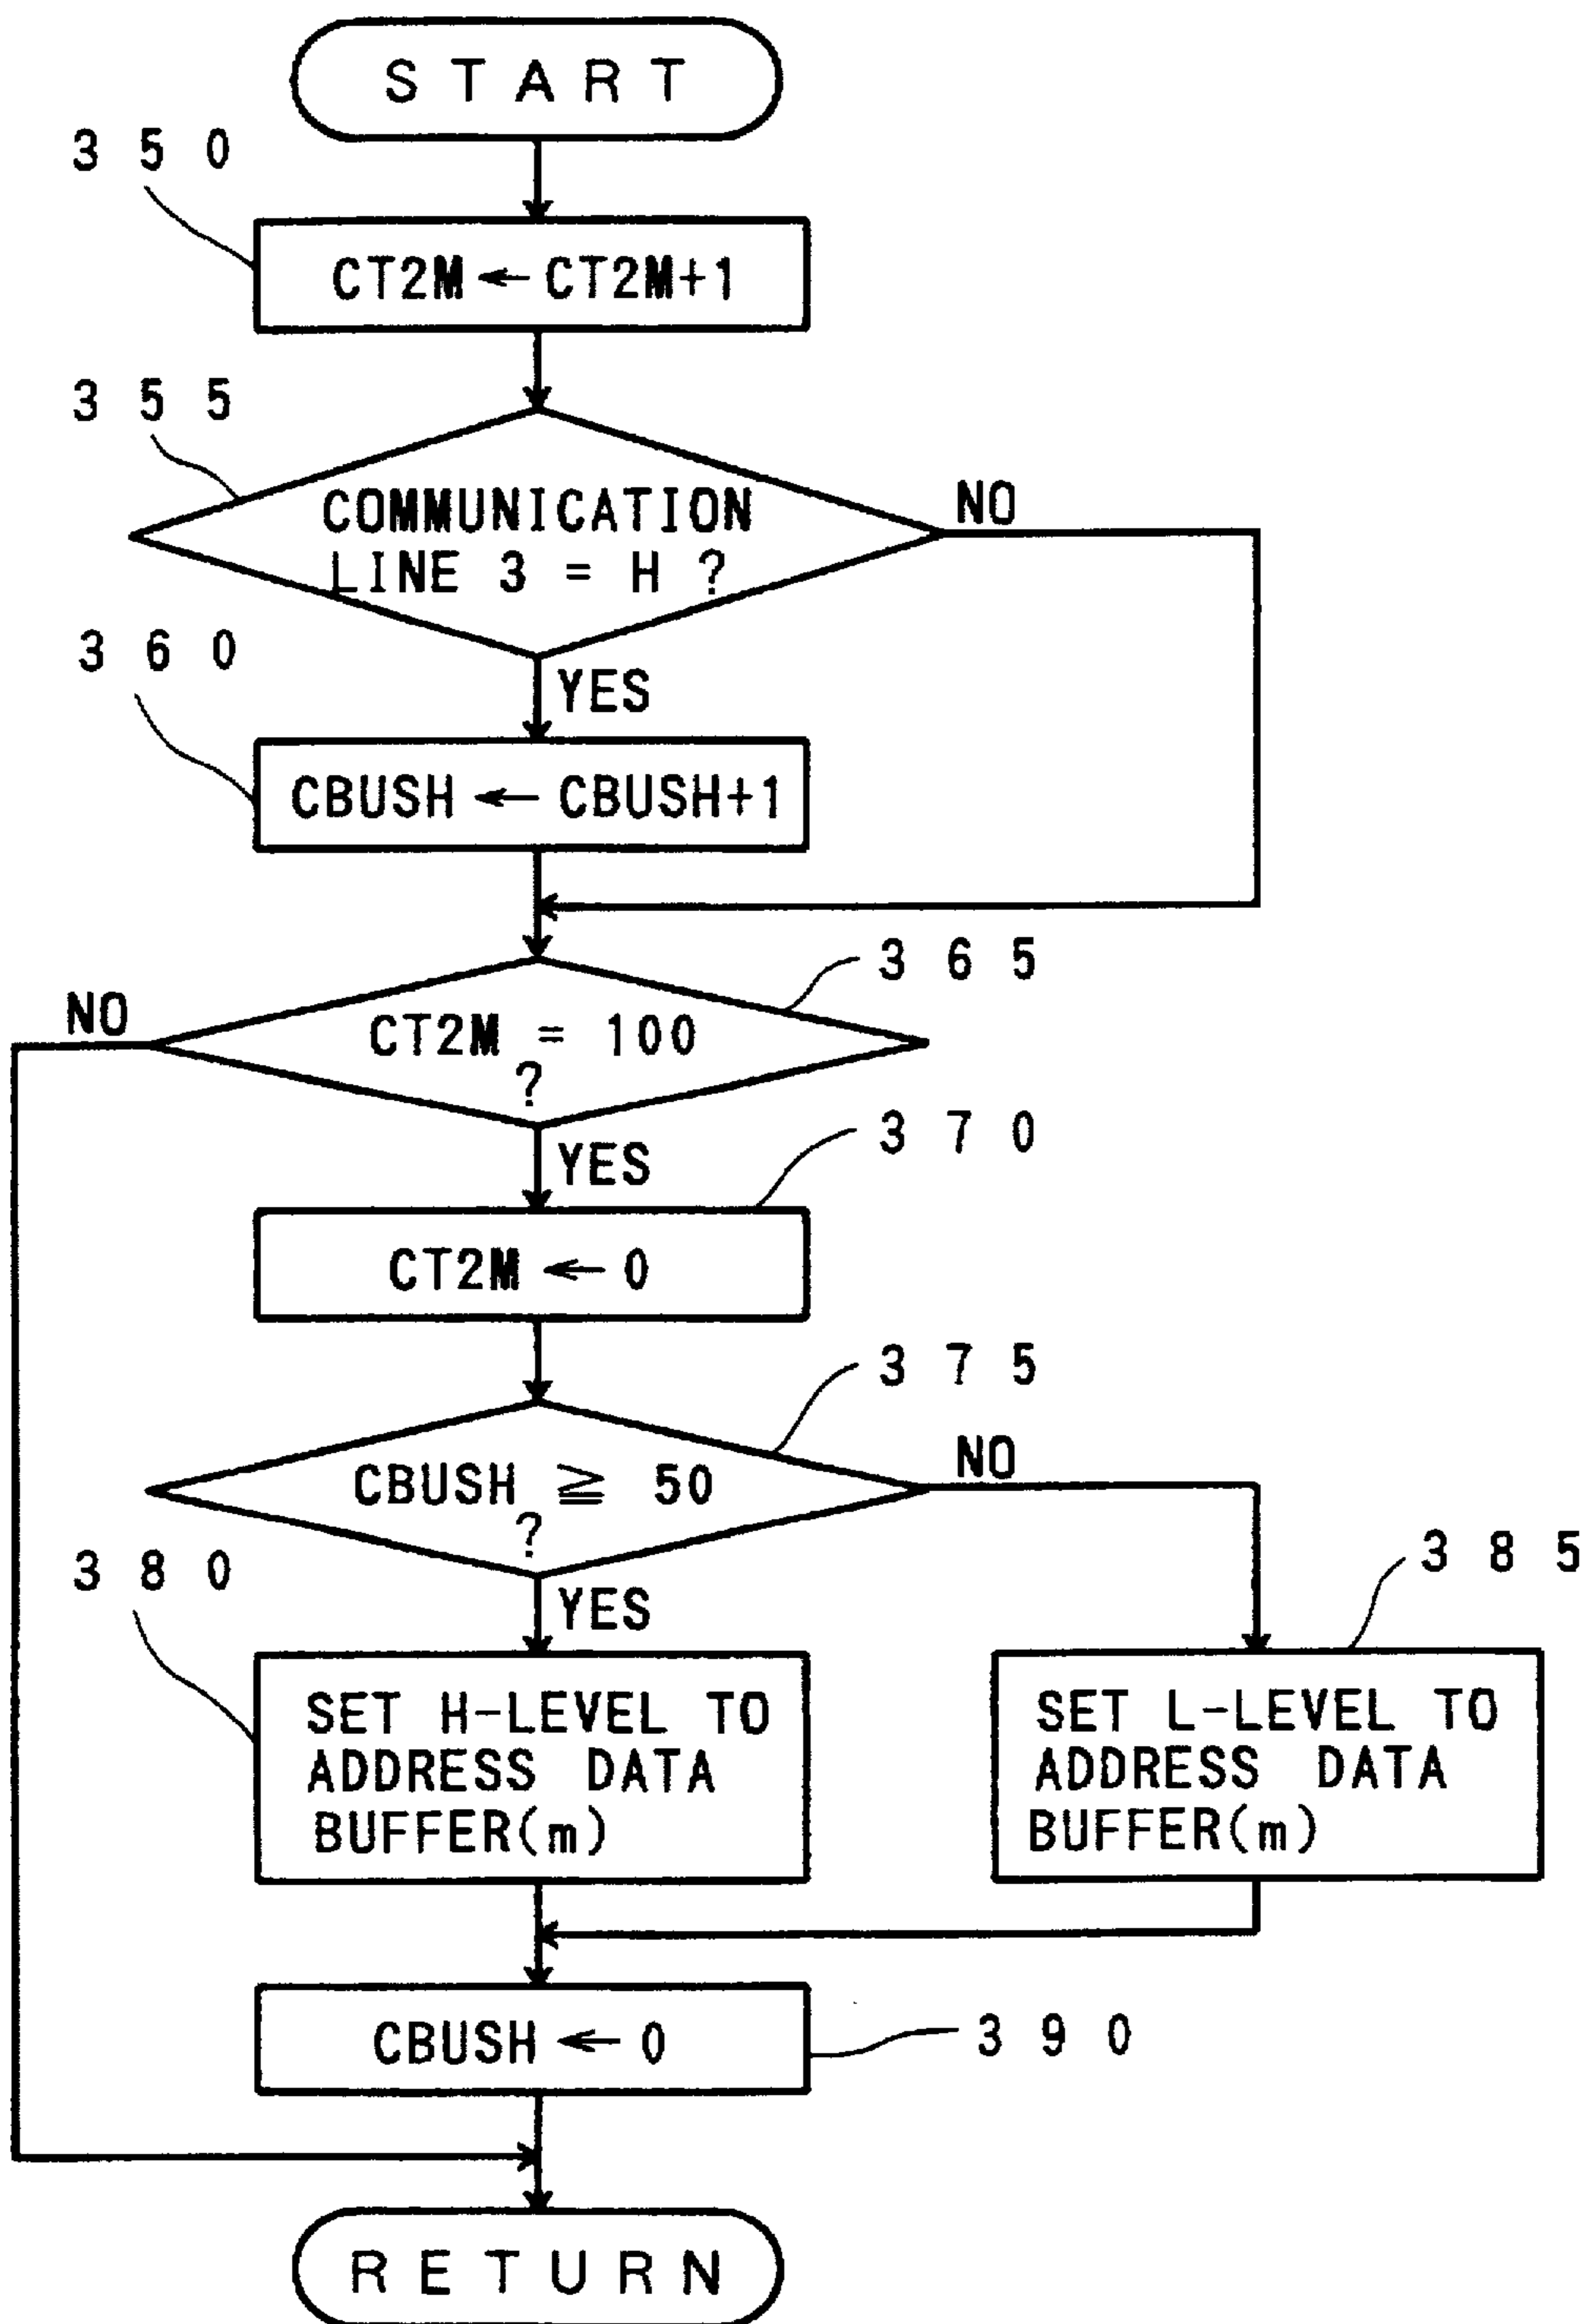 START
350
CT2M ← CT2M+1
355
COMMUNICATION
LINE 3 = H ?
NO
360
YES
CBUSH ← CBUSH+1
365
NO
CT2M = 100
?
370
YES
CT2M ← 0
375
CBUSH ≧ 50
?
NO
380
YES
385
SET H-LEVEL TO
ADDRESS DATA
BUFFER(m)
SET L-LEVEL TO
ADDRESS DATA
BUFFER(m)
CBUSH ← 0
390
RETURN